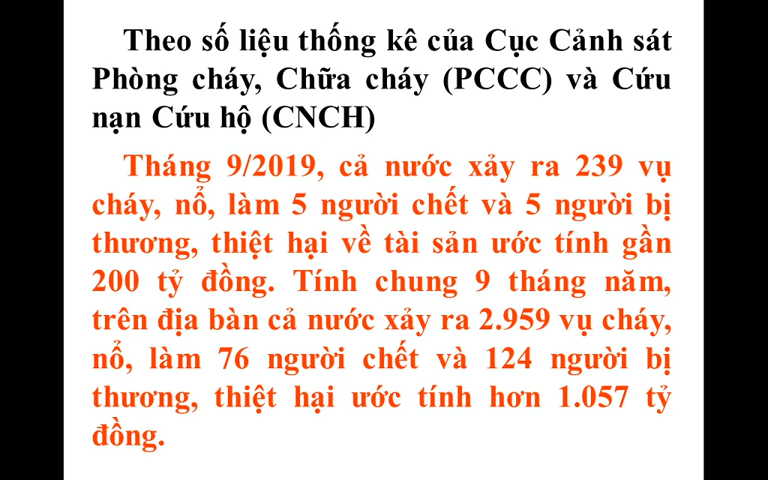 Theo số liệu thống kê của Cục Cảnh sát
Phòng cháy, Chữa cháy (PCCC) và Cứu
nạn Cứu hộ (CNCH)
Tháng 9/2019, cả nước xảy ra 239 vụ
cháy, nổ, làm 5 người chết và 5 người bị
thương, thiệt hại về tài sản ước tính gần
200 tỷ đồng. Tính chung 9 tháng năm,
trên địa bàn cả nước xảy ra 2.959 vụ cháy,
nổ, làm 76 người chết và 124 người bị
thương, thiệt hại ước tính hơn 1.057 tỷ
đồng.